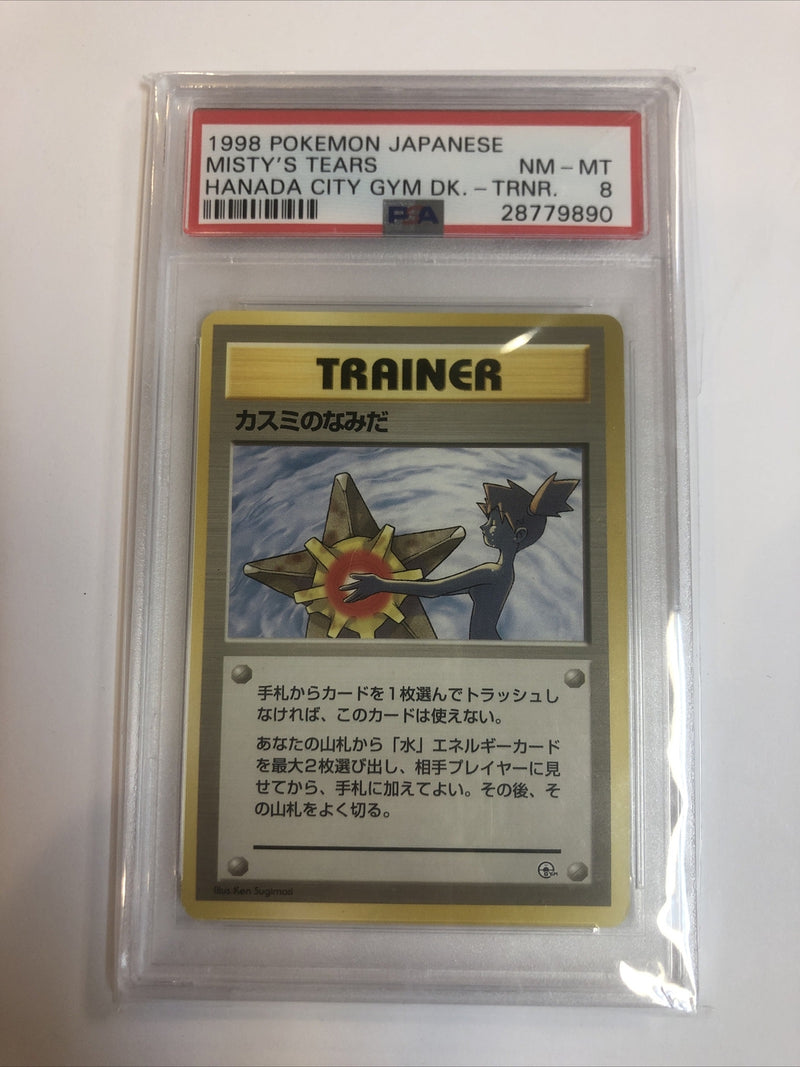 1998 POKEMON JAPANESE
MISTY'S TEARS NM - MT
HANADA CITY GYM DK. - TRNR. 8
PSA 28779890
TRAINER
カスミのなみだ
手札からカードを1枚選んでトラッシュし
なければ、このカードは使えない。
あなたの山札から「水」エネルギーカード
を最大2枚選び出し、相手プレイヤーに見
せてから、手札に加えてよい。その後、そ
の山札をよく切る。
Illus. Ken Sugimori